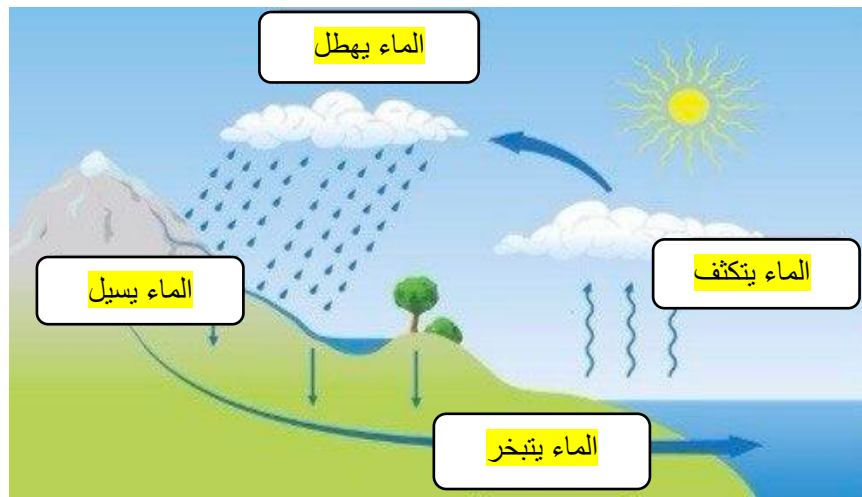 الماء يهطل
الماء يتكثف
الماء يسيل
الماء يتبخر